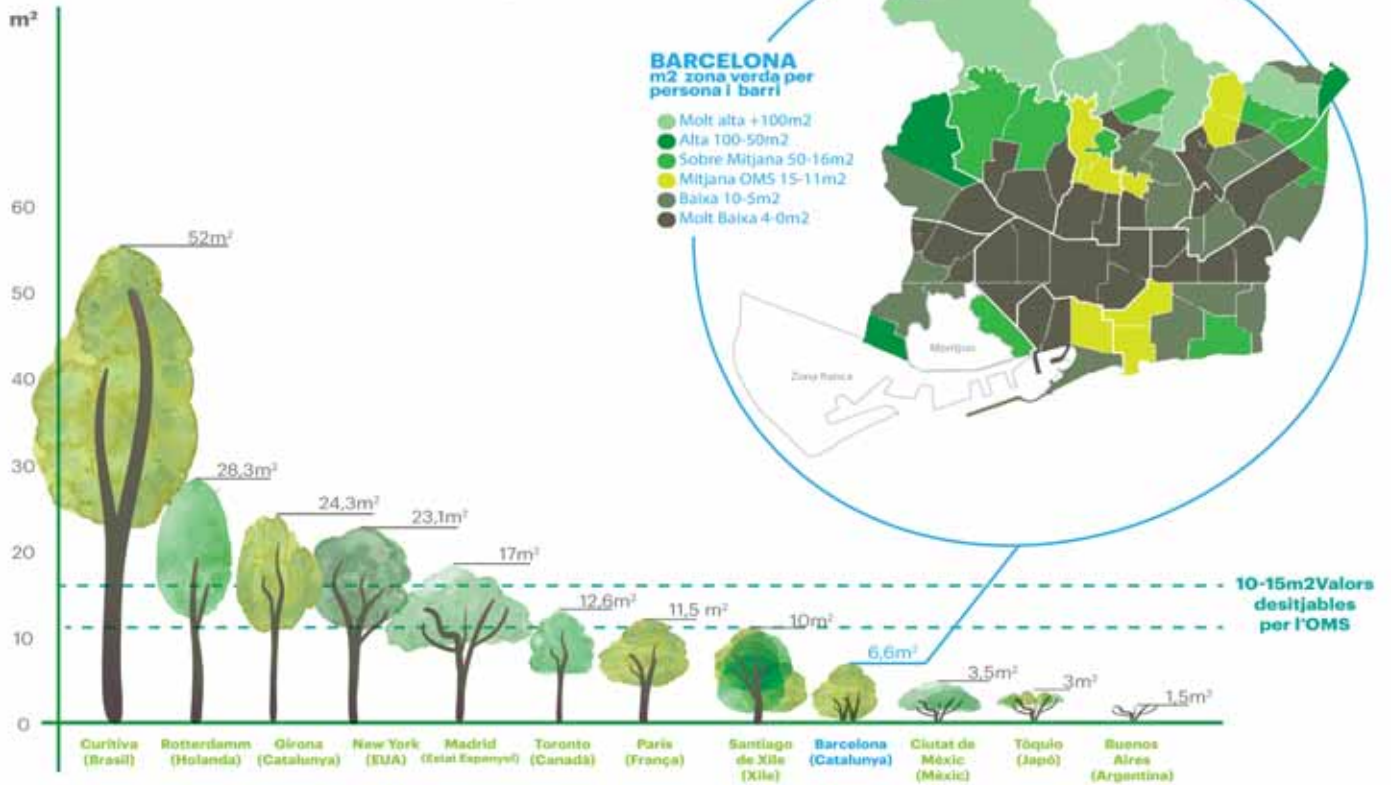 m²
60
50
40
30
20
10
0
52m²
28,3m²
24,3m²
23,1m²
17m²
12,6m²
11,5 m²
10m²
6,6m²
3,5m²
3m²
1,5m²
10-15m2Valors
desitjables
per l'OMS
BARCELONA
m2 zona verda per
persona i barri
Molt alta +100m2
Alta 100-50m2
Sobre Mitjana 50-16m2
Mitjana OMS 15-11m2
Baixa 10-5m2
Molt Baixa 4-0m2
Montjuic
Zona franca
Curitiva
(Brasil)
Rotterdamm
(Holanda)
Girona
(Catalunya)
New York
(EUA)
Madrid
(Estat Espanyol)
Toronto
(Canadà)
París
(França)
Santiago
de Xile
(Xile)
Barcelona
(Catalunya)
Ciutat de
Mèxic
(Mèxic)
Tòquio
(Japó)
Buenos
Aires
(Argentina)